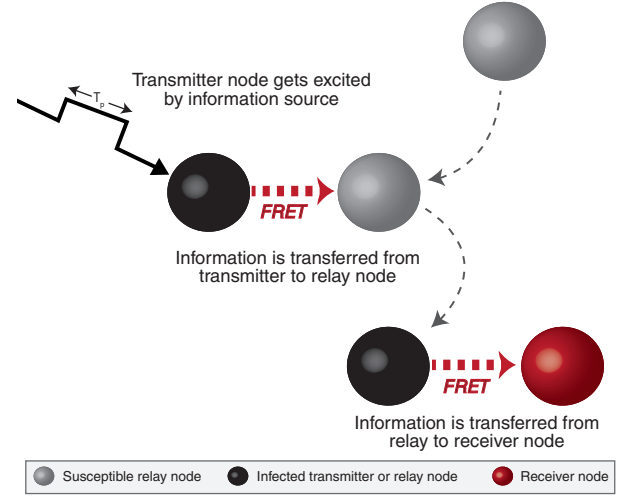 Transmitter node gets excited
by information source
Tp
FRET
Information is transferred from
transmitter to relay node
FRET
Information is transferred from
relay to receiver node
Susceptible relay node
Infected transmitter or relay node
Receiver node